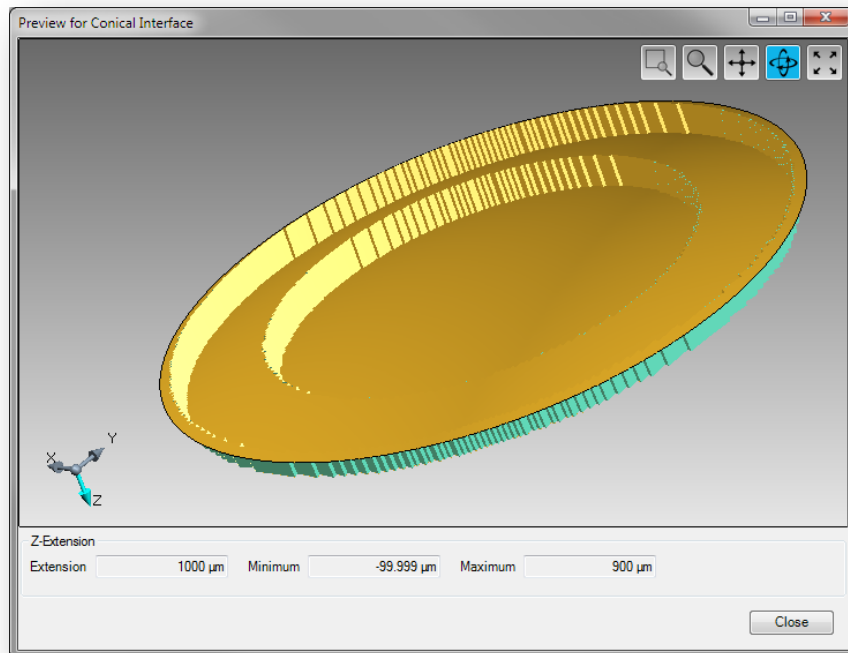 Preview for Conical Interface
Y
X
Z
Z-Extension
Extension 1000 µm Minimum -99.999 µm Maximum 900 µm
Close